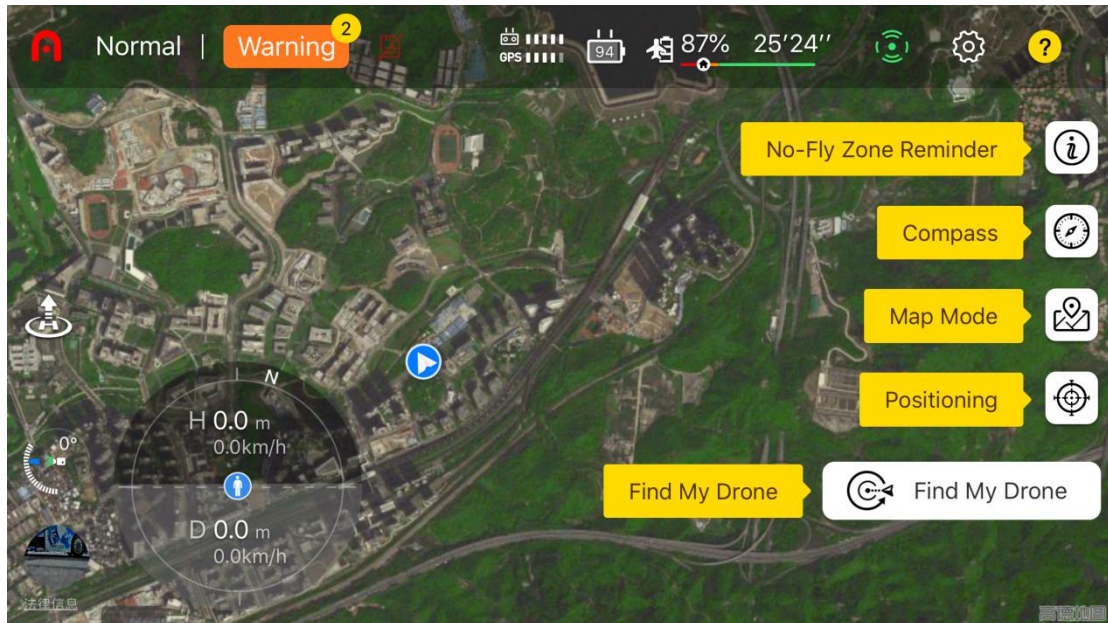 Normal | Warning 2
GPS
94
87% 25'24''
?
No-Fly Zone Reminder
Compass
Map Mode
Positioning
Find My Drone
Find My Drone
N
H 0.0 m
0.0km/h
D 0.0 m
0.0km/h
+0°
法律信息
高德地图